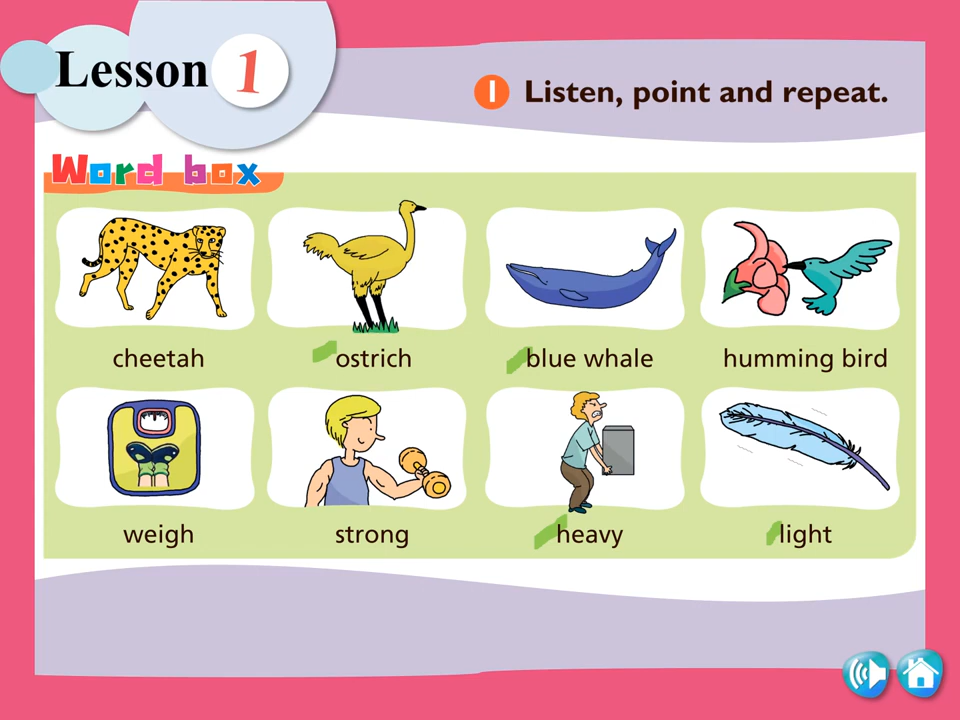 Lesson 1
1 Listen, point and repeat.
Word box
cheetah ostrich blue whale humming bird
weigh strong heavy light